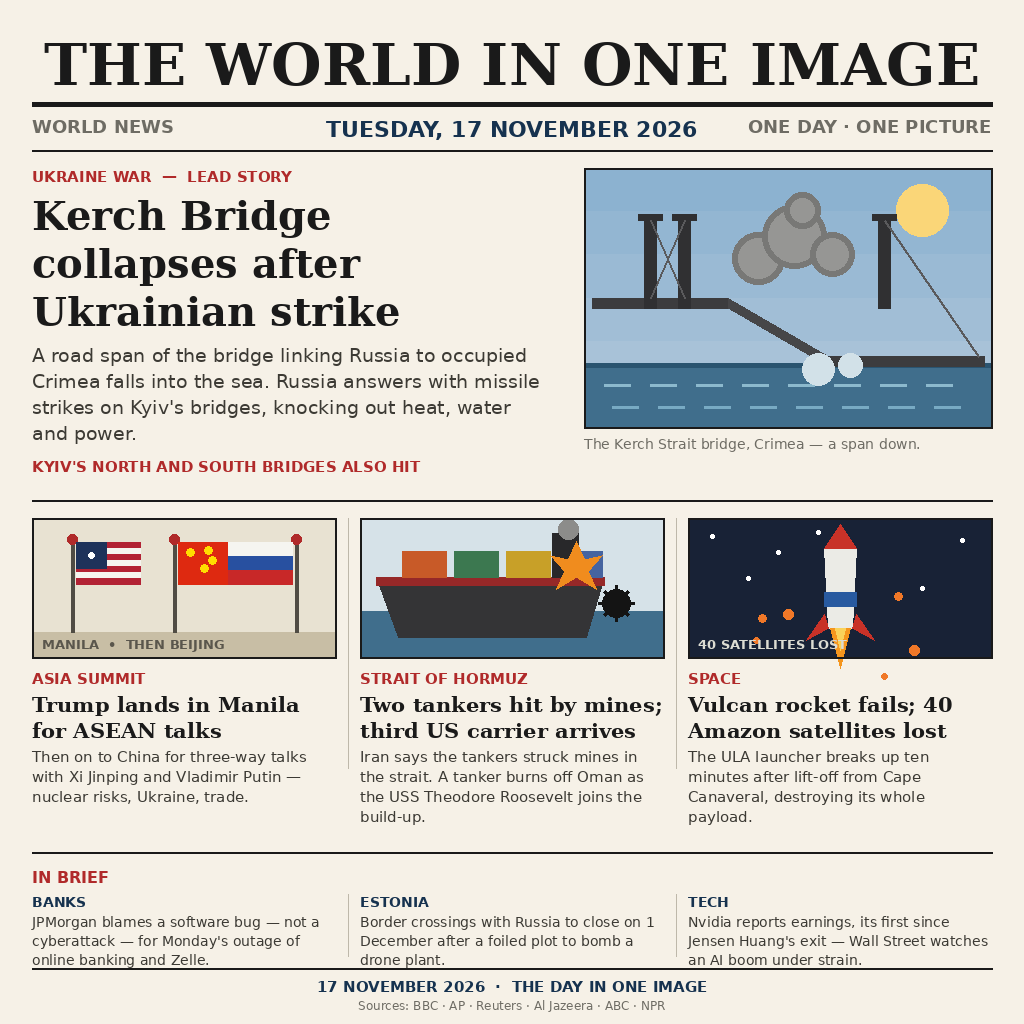 THE WORLD IN ONE IMAGE
WORLD NEWS
TUESDAY, 17 NOVEMBER 2026
ONE DAY · ONE PICTURE
UKRAINE WAR — LEAD STORY
Kerch Bridge
collapses after
Ukrainian strike
A road span of the bridge linking Russia to occupied
Crimea falls into the sea. Russia answers with missile
strikes on Kyiv's bridges, knocking out heat, water
and power.
KYIV'S NORTH AND SOUTH BRIDGES ALSO HIT
The Kerch Strait bridge, Crimea — a span down.
MANILA • THEN BEIJING
ASIA SUMMIT
Trump lands in Manila
for ASEAN talks
Then on to China for three-way talks
with Xi Jinping and Vladimir Putin —
nuclear risks, Ukraine, trade.
STRAIT OF HORMUZ
Two tankers hit by mines;
third US carrier arrives
Iran says the tankers struck mines in
the strait. A tanker burns off Oman as
the USS Theodore Roosevelt joins the
build-up.
40 SATELLITES LOST
SPACE
Vulcan rocket fails; 40
Amazon satellites lost
The ULA launcher breaks up ten
minutes after lift-off from Cape
Canaveral, destroying its whole
payload.
IN BRIEF
BANKS
JPMorgan blames a software bug — not a
cyberattack — for Monday's outage of
online banking and Zelle.
ESTONIA
Border crossings with Russia to close on 1
December after a foiled plot to bomb a
drone plant.
TECH
Nvidia reports earnings, its first since
Jensen Huang's exit — Wall Street watches
an AI boom under strain.
17 NOVEMBER 2026 · THE DAY IN ONE IMAGE
Sources: BBC · AP · Reuters · Al Jazeera · ABC · NPR